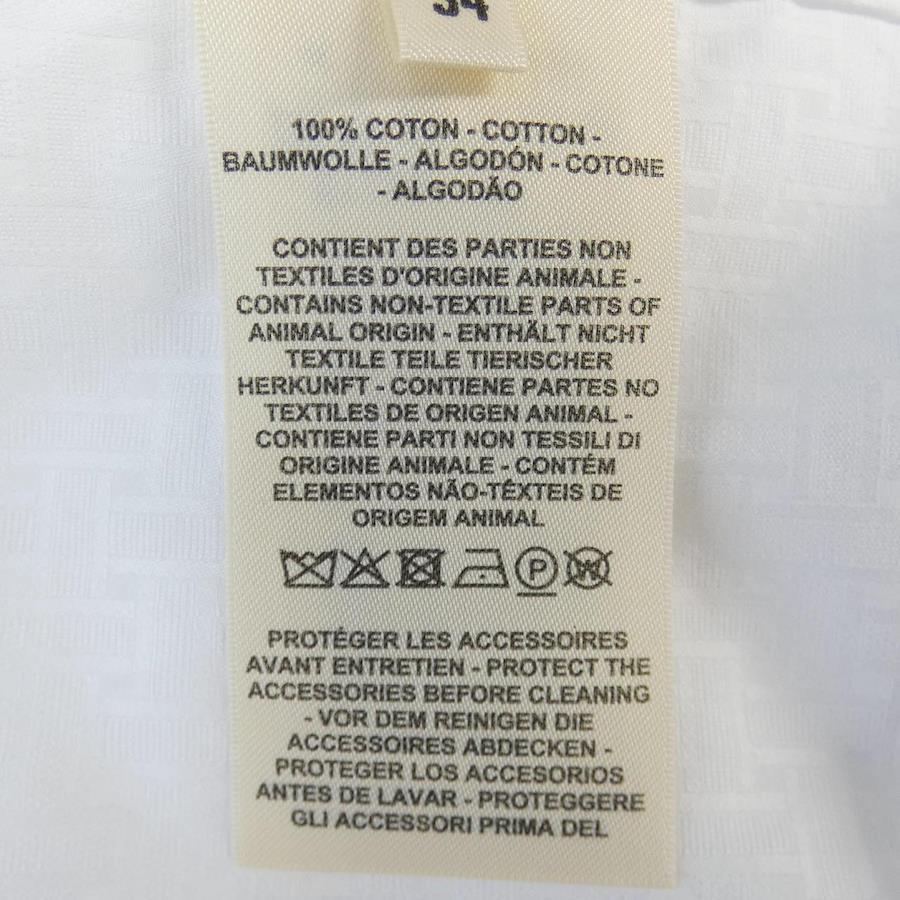 34
100% COTON - COTTON -
BAUMWOLLE - ALGODÓN - COTONE
- ALGODÃO
CONTIENT DES PARTIES NON
TEXTILES D'ORIGINE ANIMALE -
CONTAINS NON-TEXTILE PARTS OF
ANIMAL ORIGIN - ENTHÄLT NICHT
TEXTILE TEILE TIERISCHER
HERKUNFT - CONTIENE PARTES NO
TEXTILES DE ORIGEN ANIMAL -
CONTIENE PARTI NON TESSILI DI
ORIGINE ANIMALE - CONTÉM
ELEMENTOS NÃO-TÊXTEIS DE
ORIGEM ANIMAL
P W
PROTÉGER LES ACCESSOIRES
AVANT ENTRETIEN - PROTECT THE
ACCESSORIES BEFORE CLEANING
- VOR DEM REINIGEN DIE
ACCESSOIRES ABDECKEN -
PROTEGER LOS ACCESORIOS
ANTES DE LAVAR - PROTEGGERE
GLI ACCESSORI PRIMA DEL